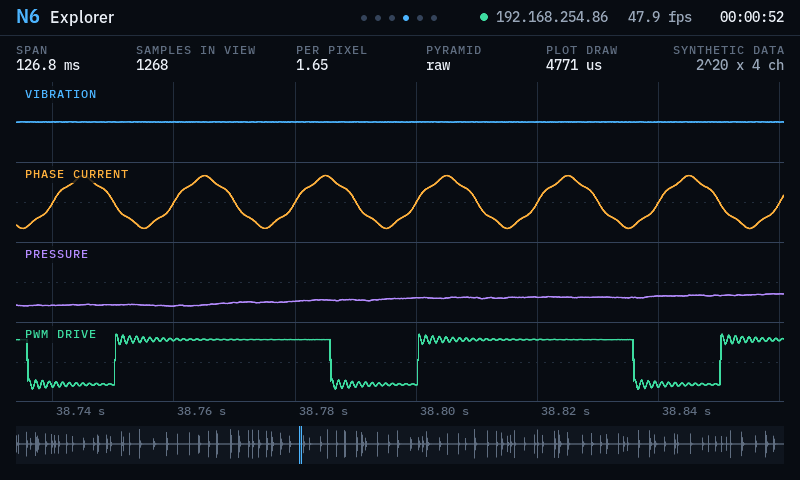 N6 Explorer 192.168.254.86 47.9 fps 00:00:52
SPAN SAMPLES IN VIEW PER PIXEL PYRAMID PLOT DRAW SYNTHETIC DATA
126.8 ms 1268 1.65 raw 4771 us 2^20 x 4 ch
VIBRATION
PHASE CURRENT
PRESSURE
PWM DRIVE
38.74 s 38.76 s 38.78 s 38.80 s 38.82 s 38.84 s